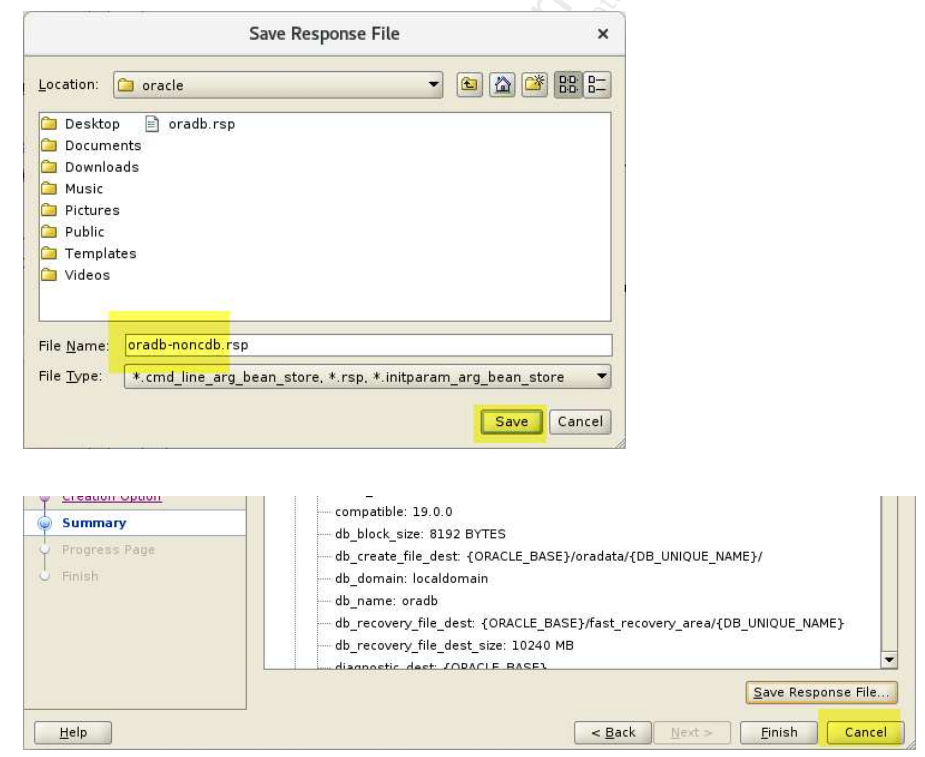 Save Response File
Location: oracle
Desktop oradb.rsp
Documents
Downloads
Music
Pictures
Public
Templates
Videos
File Name: oradb-noncdb.rsp
File Type: *.cmd_line_arg_bean_store, *.rsp, *.initparam_arg_bean_store
Save Cancel
Creation Option
compatible: 19.0.0
Summary
db_block_size: 8192 BYTES
Progress Page
db_create_file_dest: {ORACLE_BASE}/oradata/{DB_UNIQUE_NAME}/
Finish
db_domain: localdomain
db_name: oradb
db_recovery_file_dest: {ORACLE_BASE}/fast_recovery_area/{DB_UNIQUE_NAME}
db_recovery_file_dest_size: 10240 MB
diagnostic_dest: {ORACLE_BASE}
Save Response File...
Help < Back Next > Finish Cancel